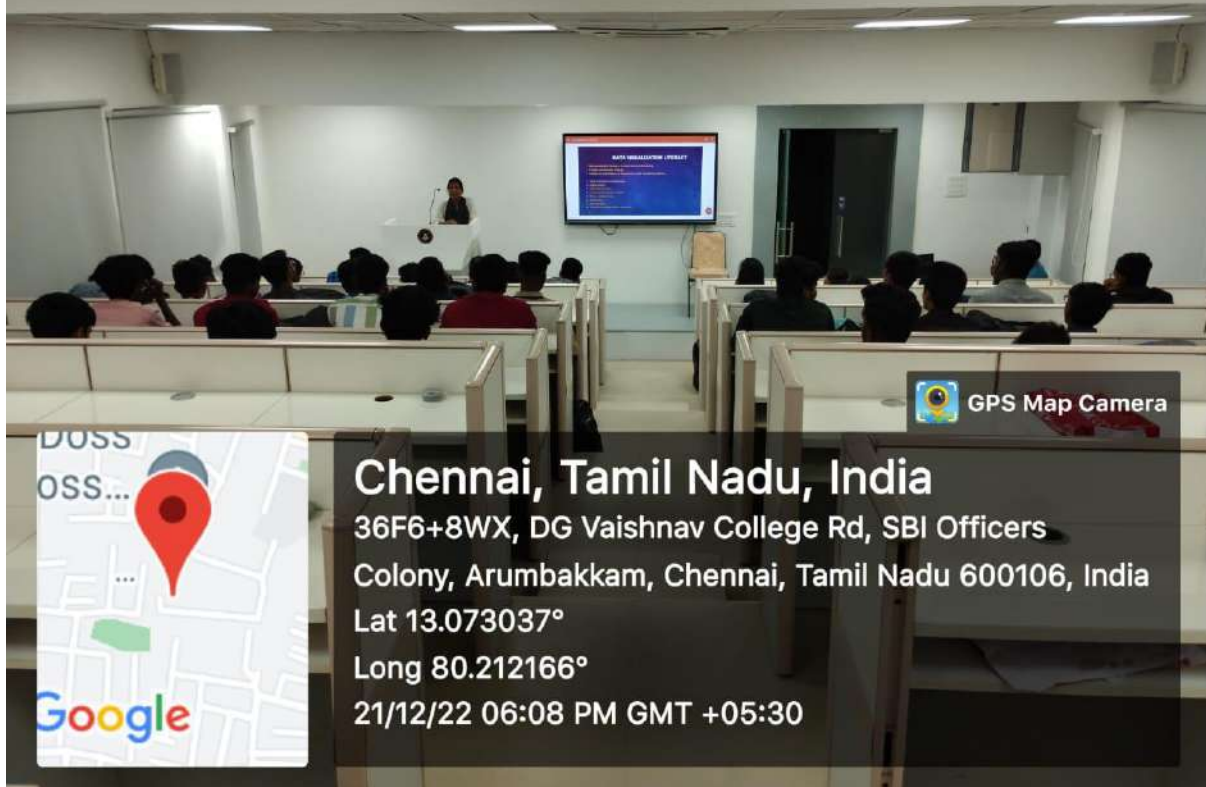 DATA VISUALIZATION LITERACY
GPS Map Camera
Doss
oss...
...
Google
Chennai, Tamil Nadu, India
36F6+8WX, DG Vaishnav College Rd, SBI Officers
Colony, Arumbakkam, Chennai, Tamil Nadu 600106, India
Lat 13.073037°
Long 80.212166°
21/12/22 06:08 PM GMT +05:30